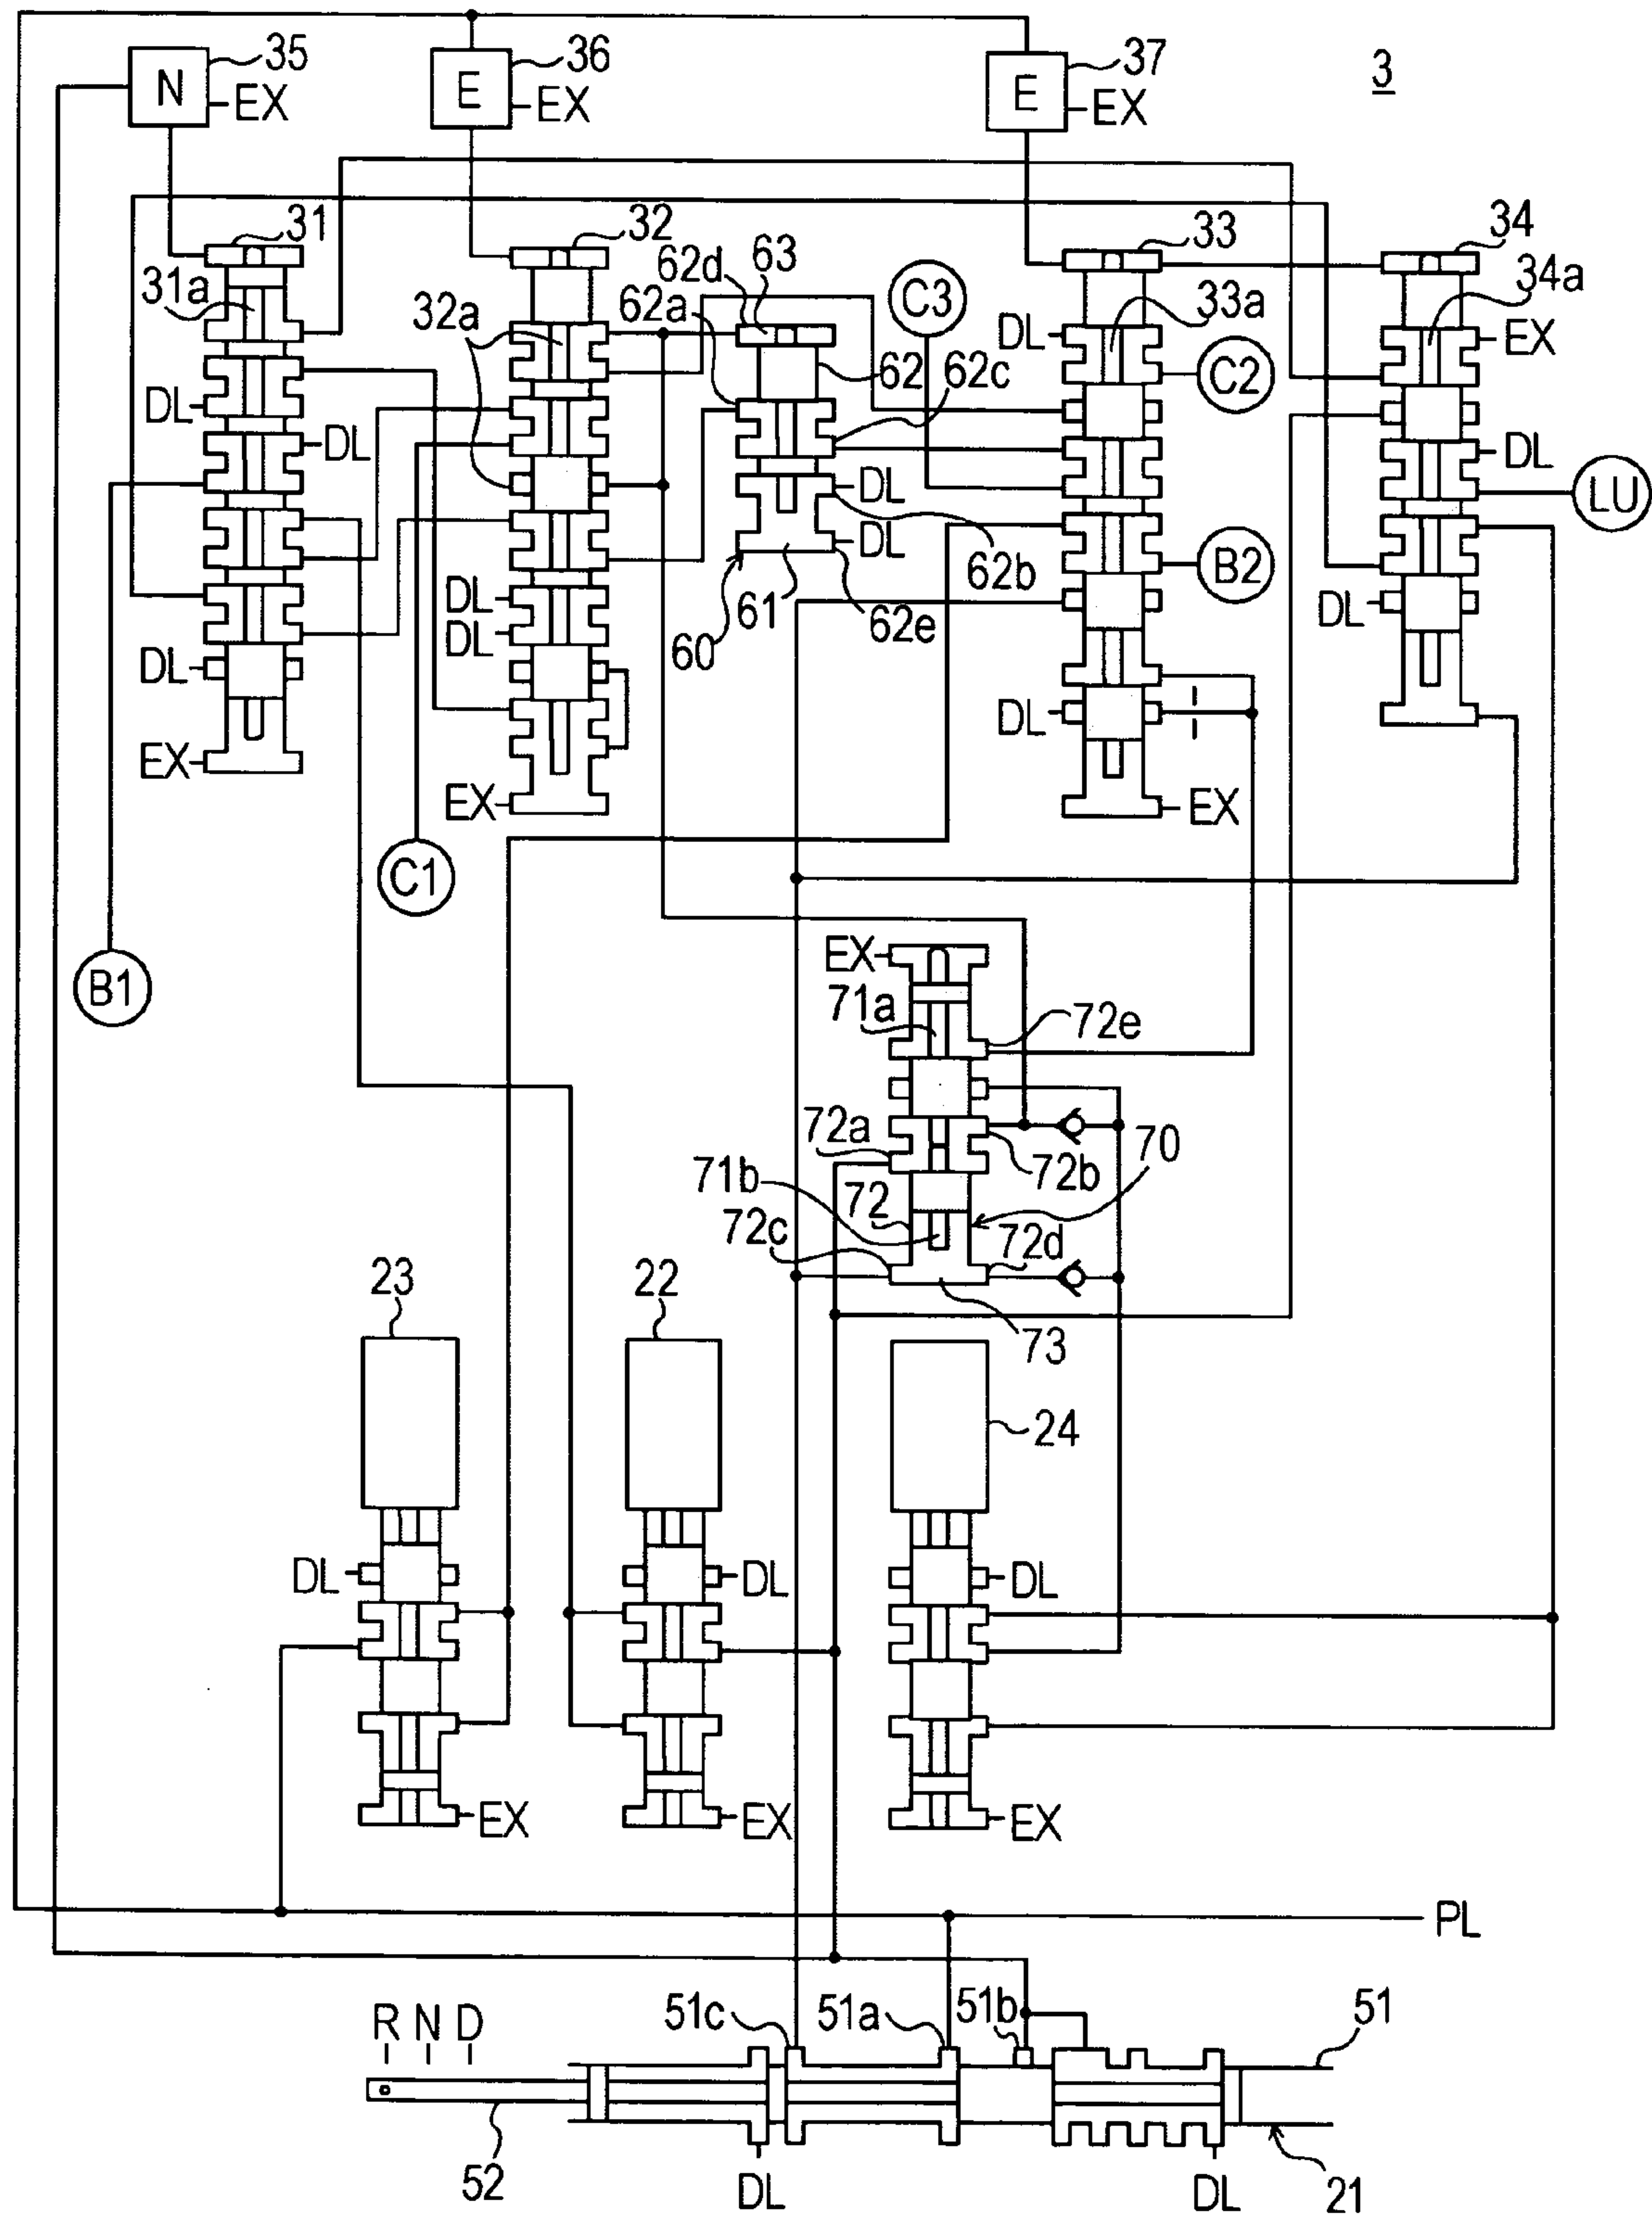 35
36
37
3
N
EX
E
EX
E
EX
31
32
62d
63
33
34
31a
62a
C3
34a
32a
33a
DL
EX
62
62c
C2
DL
DL
DL
DL
LU
DL
62b
B2
DL
61
62e
DL
DL
DL
60
DL
EX
EX
EX
C1
EX
B1
71a
72e
72a
70
71b
72
72b
72c
72d
23
22
73
24
DL
DL
DL
EX
EX
EX
PL
R N D
51c
51a
51b
51
52
DL
DL
21